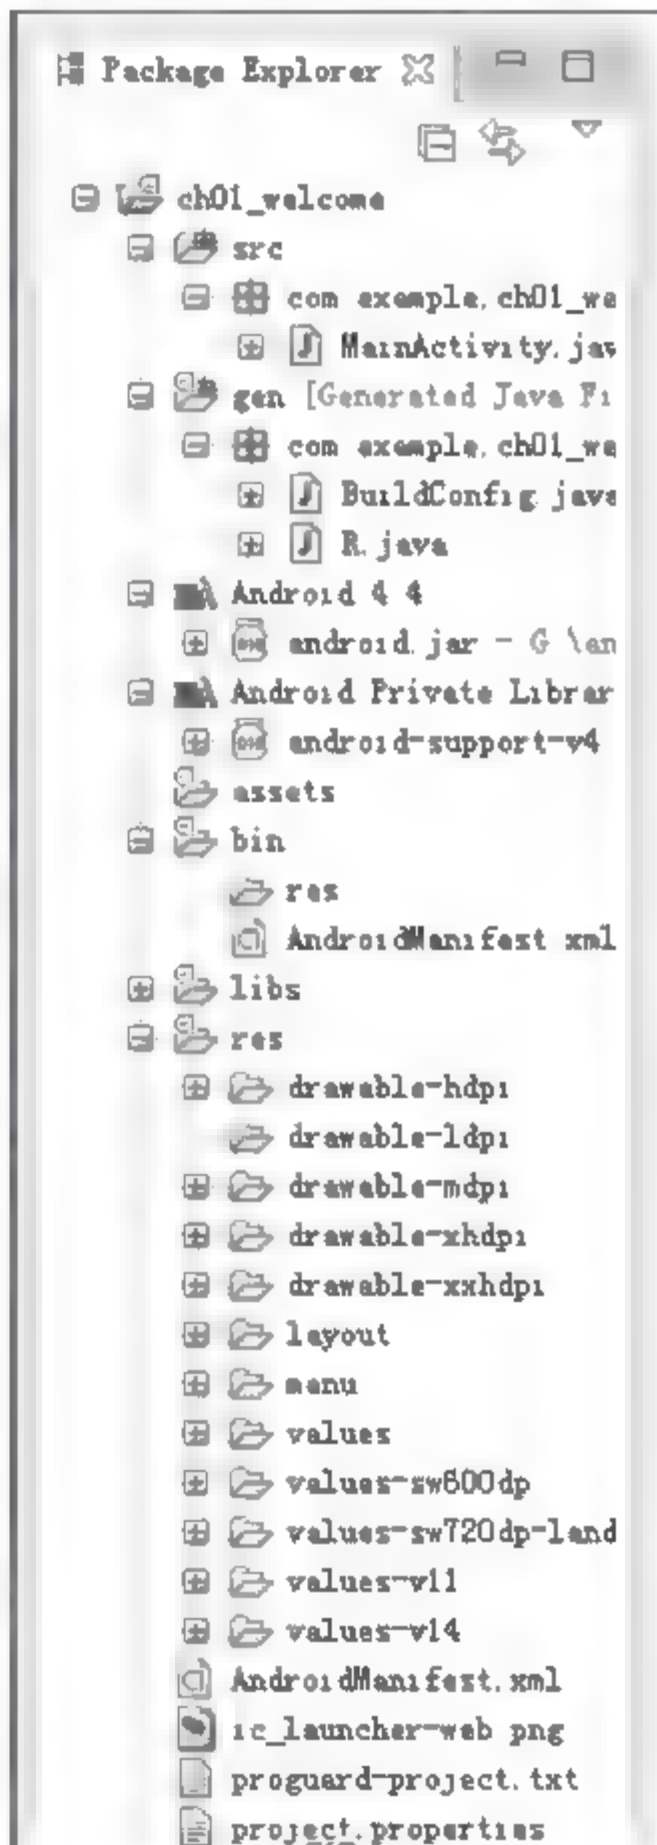 Package Explorer
ch01_welcome
src
com example.ch01_we
MainActivity.jav
gen [Generated Java Fi
com example.ch01_we
BuildConfig java
R.java
Android 4 4
android.jar - G \an
Android Private Librar
android-support-v4
assets
bin
res
AndroidManifest xml
libs
res
drawable-hdpi
drawable-ldpi
drawable-mdpi
drawable-xhdpi
drawable-xxhdpi
layout
menu
values
values-sw600dp
values-sw720dp-land
values-v11
values-v14
AndroidManifest.xml
ic_launcher-web png
proguard-project.txt
project.properties